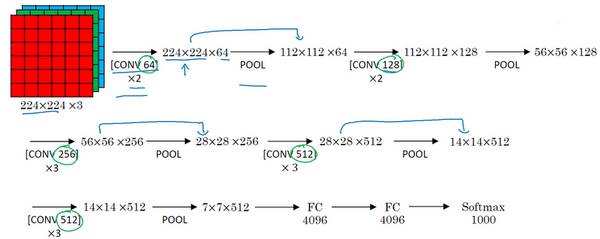 224×224×64 112×112×64 112×112×128 56×56×128
[CONV 64] POOL [CONV 128] POOL
×2 ×2
224×224 ×3
56×56 ×256 28×28 ×256 28×28 ×512 14×14×512
[CONV 256] POOL [CONV 512] POOL
×3 ×3
14×14 ×512 7×7×512 FC FC Softmax
[CONV 512] POOL 4096 4096 1000
×3